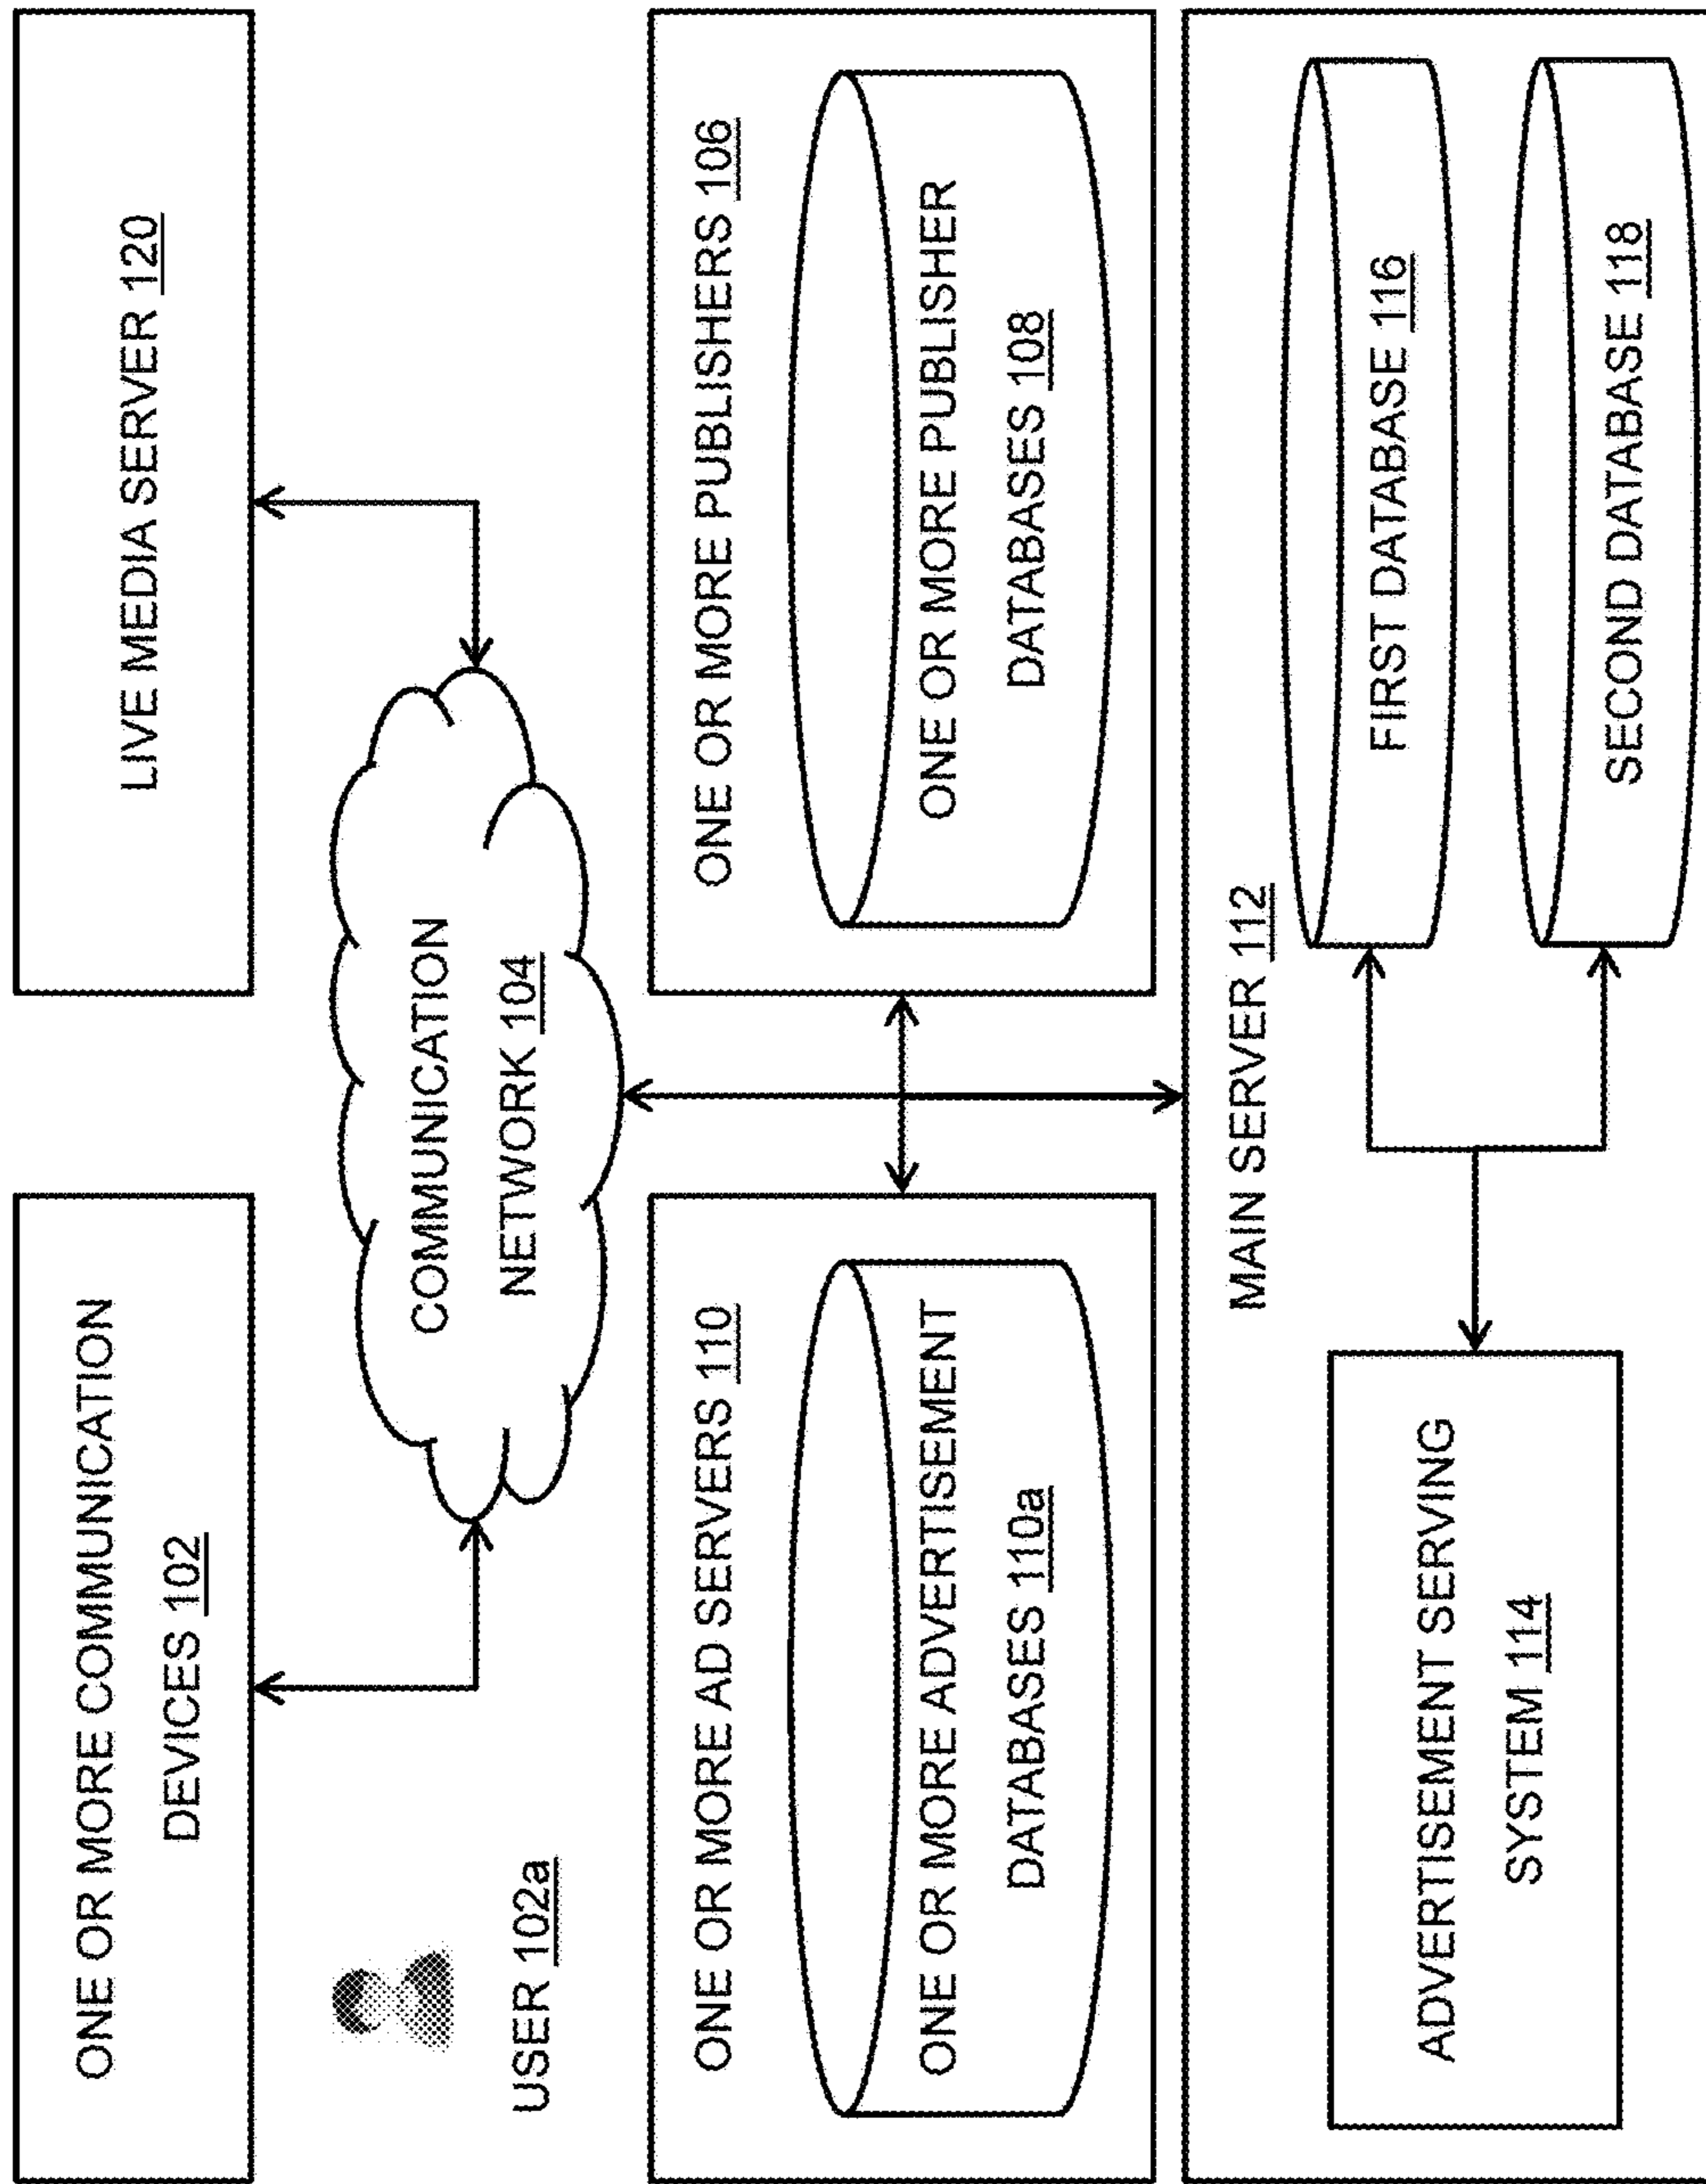 ONE OR MORE COMMUNICATION
DEVICES 102
LIVE MEDIA SERVER 120
USER 102a
COMMUNICATION
NETWORK 104
ONE OR MORE AD SERVERS 110
ONE OR MORE ADVERTISEMENT
DATABASES 110a
ONE OR MORE PUBLISHERS 106
ONE OR MORE PUBLISHER
DATABASES 108
MAIN SERVER 112
ADVERTISEMENT SERVING
SYSTEM 114
FIRST DATABASE 116
SECOND DATABASE 118